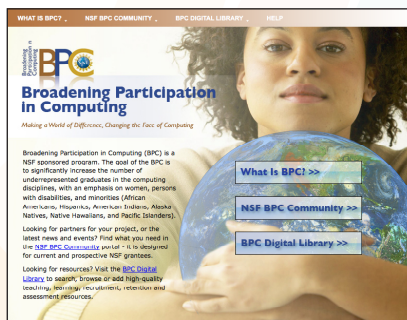 WHAT IS BPC?
NSF BPC COMMUNITY
BPC DIGITAL LIBRARY
HELP
Broadening
Participation in
Computing
BPC
Broadening Participation
in Computing
Making a World of Difference, Changing the Face of Computing
Broadening Participation in Computing (BPC) is a
NSF sponsored program. The goal of the BPC is
to significantly increase the number of
underrepresented graduates in the computing
disciplines, with an emphasis on women, persons
with disabilities, and minorities (African
Americans, Hispanics, American Indians, Alaska
Natives, Native Hawaiians, and Pacific Islanders).
Looking for partners for your project, or the
latest news and events? Find what you need in
the NSF BPC Community portal - it is designed
for current and prospective NSF grantees.
Looking for resources? Visit the BPC Digital
Library to search, browse or add high-quality
teaching, learning, recruitment, retention and
assessment resources.
What Is BPC? >>
NSF BPC Community >>
BPC Digital Library >>